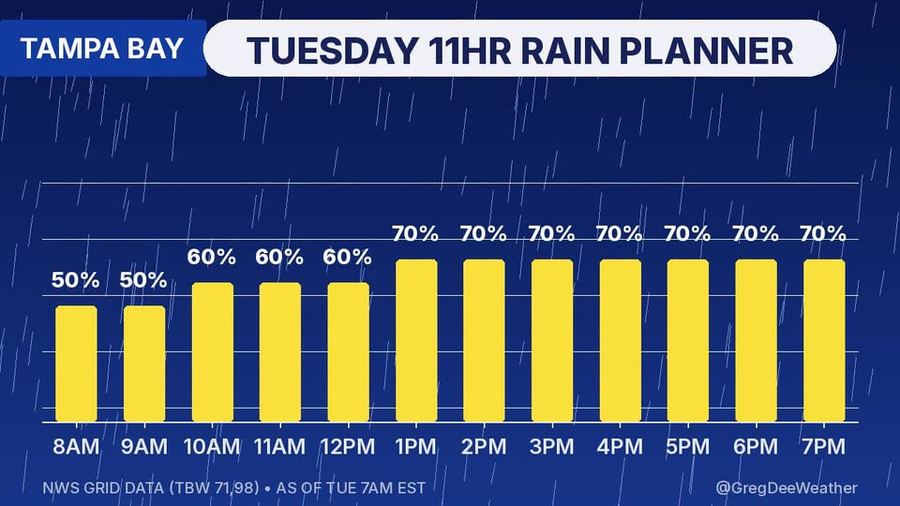 TAMPA BAY
TUESDAY 11HR RAIN PLANNER
50% 50% 60% 60% 60% 70% 70% 70% 70% 70% 70% 70%
8AM 9AM 10AM 11AM 12PM 1PM 2PM 3PM 4PM 5PM 6PM 7PM
NWS GRID DATA (TBW 71,98) • AS OF TUE 7AM EST
@GregDeeWeather